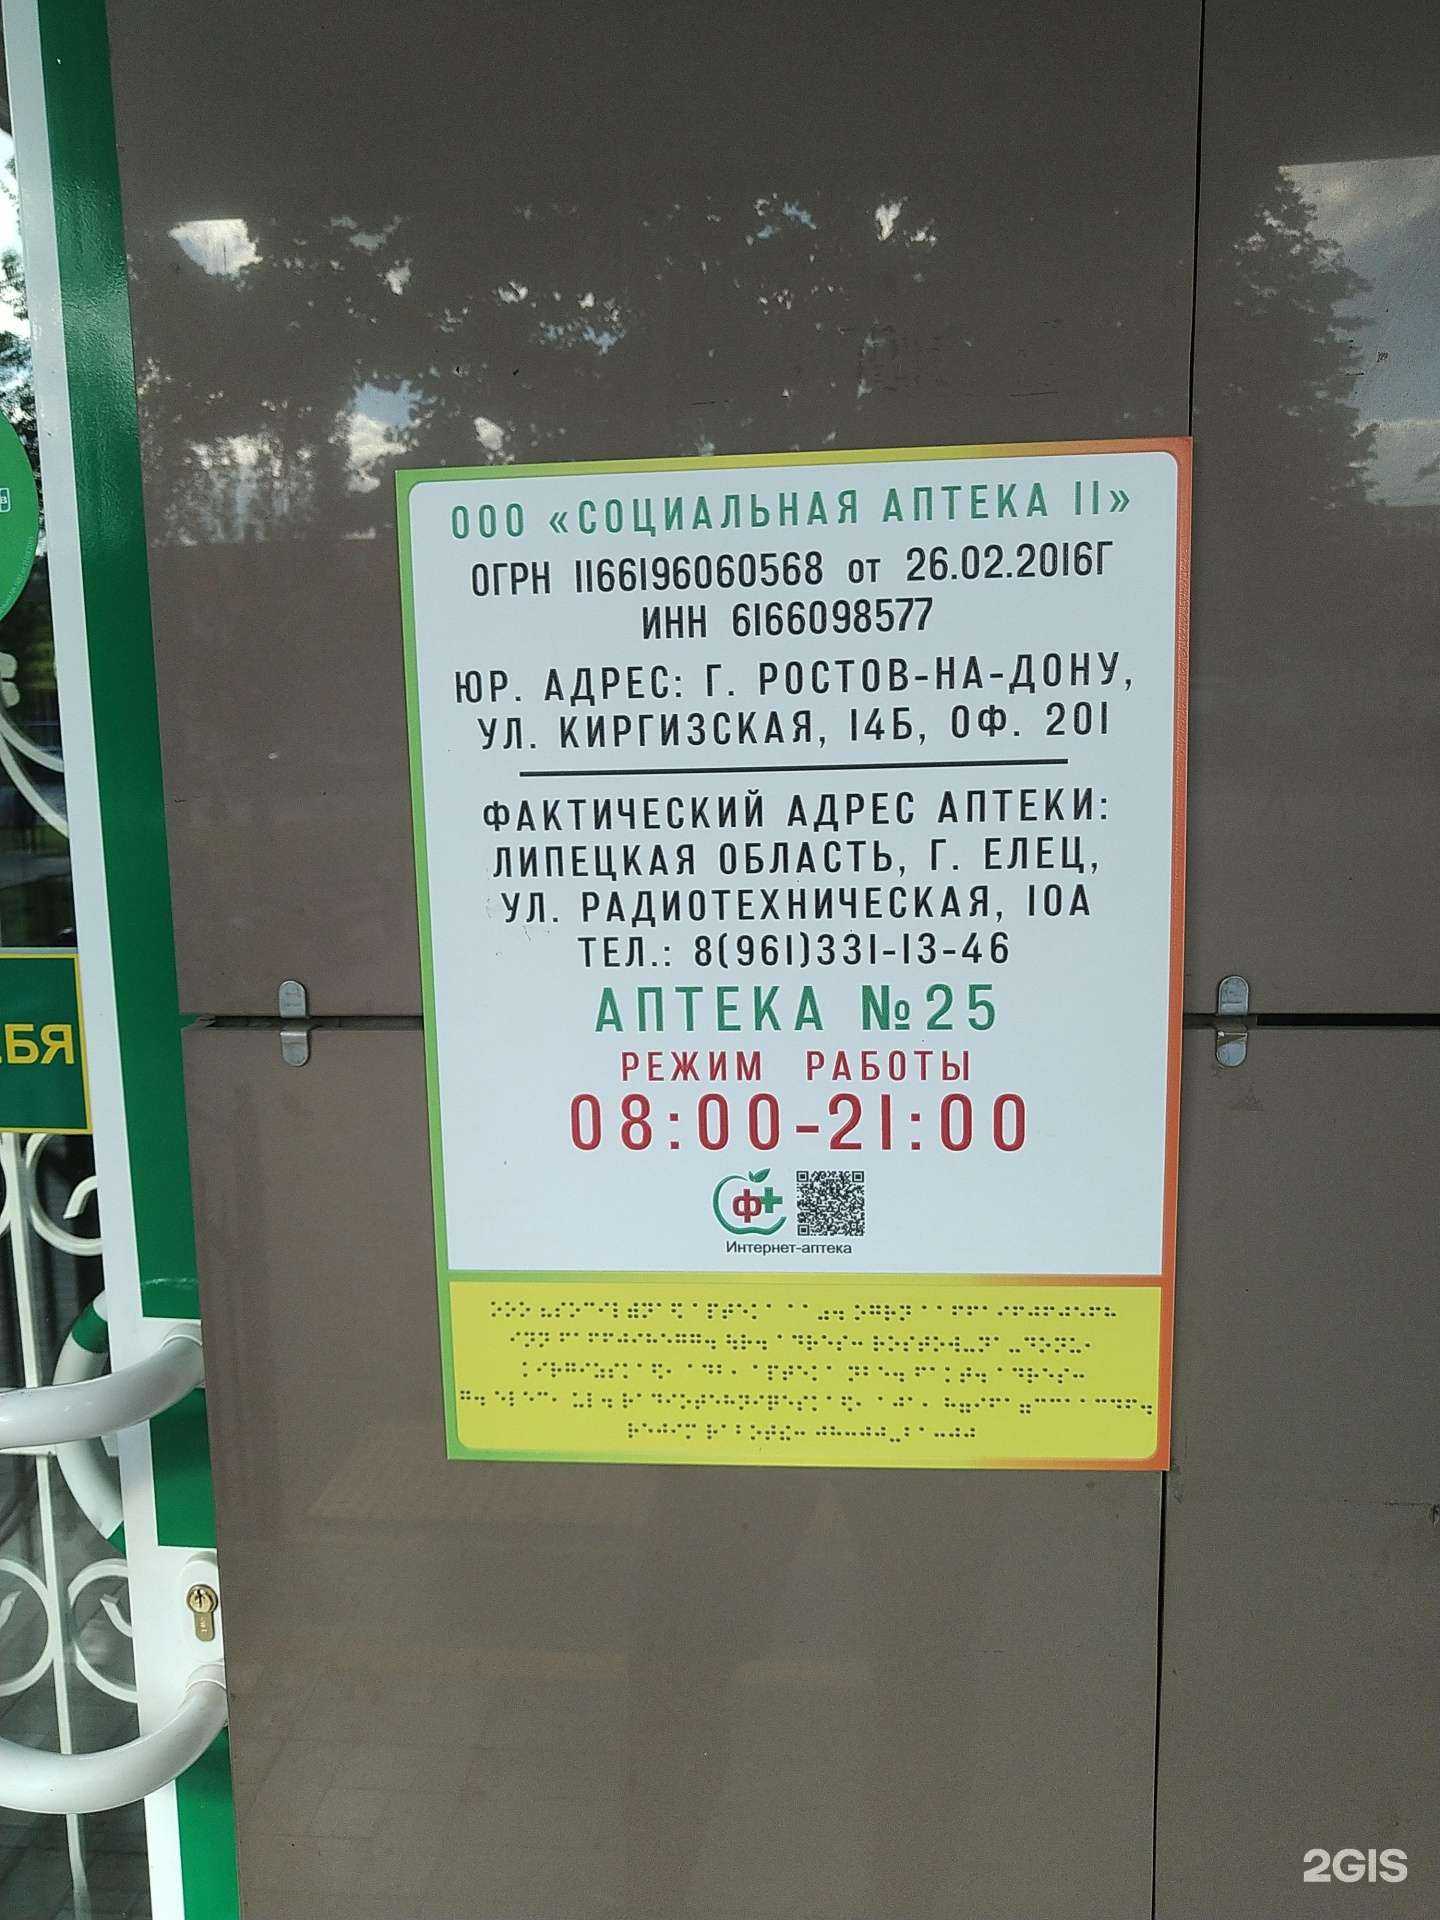 ООО «СОЦИАЛЬНАЯ АПТЕКА 11»
ОГРН 1166196060568 от 26.02.2016Г
ИНН 6166098577
ЮР. АДРЕС: Г. РОСТОВ-НА-ДОНУ,
УЛ. КИРГИЗСКАЯ, 14Б, ОФ. 201
ФАКТИЧЕСКИЙ АДРЕС АПТЕКИ:
ЛИПЕЦКАЯ ОБЛАСТЬ, Г. ЕЛЕЦ,
УЛ. РАДИОТЕХНИЧЕСКАЯ, 10А
ТЕЛ.: 8(961)331-13-46
АПТЕКА №25
РЕЖИМ РАБОТЫ
08:00-21:00
Ф+
Интернет-аптека
2GIS